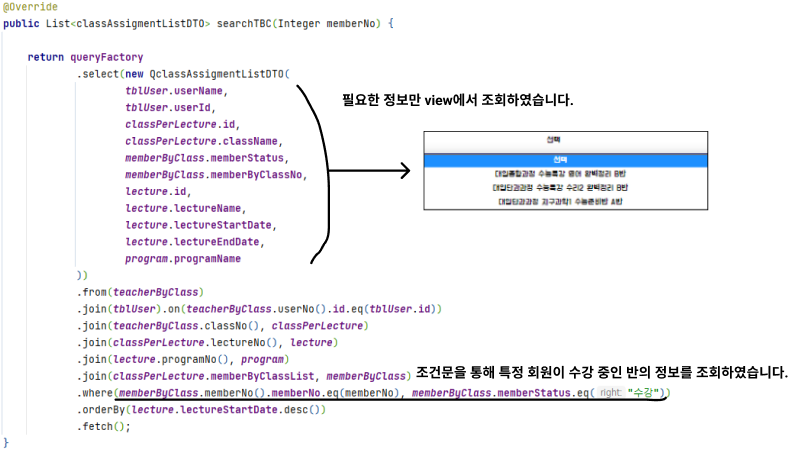 @Override
public List<classAssigmentListDTO> searchTBC(Integer memberNo) {
return queryFactory
.select(new QclassAssigmentListDTO(
tblUser.userName,
tblUser.userId,
classPerLecture.id,
classPerLecture.className,
memberByClass.memberStatus,
memberByClass.memberByClassNo,
lecture.id,
lecture.lectureName,
lecture.lectureStartDate,
lecture.lectureEndDate,
program.programName
))
필요한 정보만 view에서 조회하였습니다.
선택
선택
대입종합과정 수능특강 영어 완벽정리 B반
대입단과과정 수능특강 수리2 완벽정리 B반
대입단과과정 지구과학1 수능준비반 A반
.from(teacherByClass)
.join(tblUser).on(teacherByClass.userNo().id.eq(tblUser.id))
.join(teacherByClass.classNo(), classPerLecture)
.join(classPerLecture.lectureNo(), lecture)
.join(lecture.programNo(), program)
.join(classPerLecture.memberByClassList, memberByClass)
조건문을 통해 특정 회원이 수강 중인 반의 정보를 조회하였습니다.
.where(memberByClass.memberNo().memberNo.eq(memberNo), memberByClass.memberStatus.eq( right: "수강"))
.orderBy(lecture.lectureStartDate.desc())
.fetch();
}